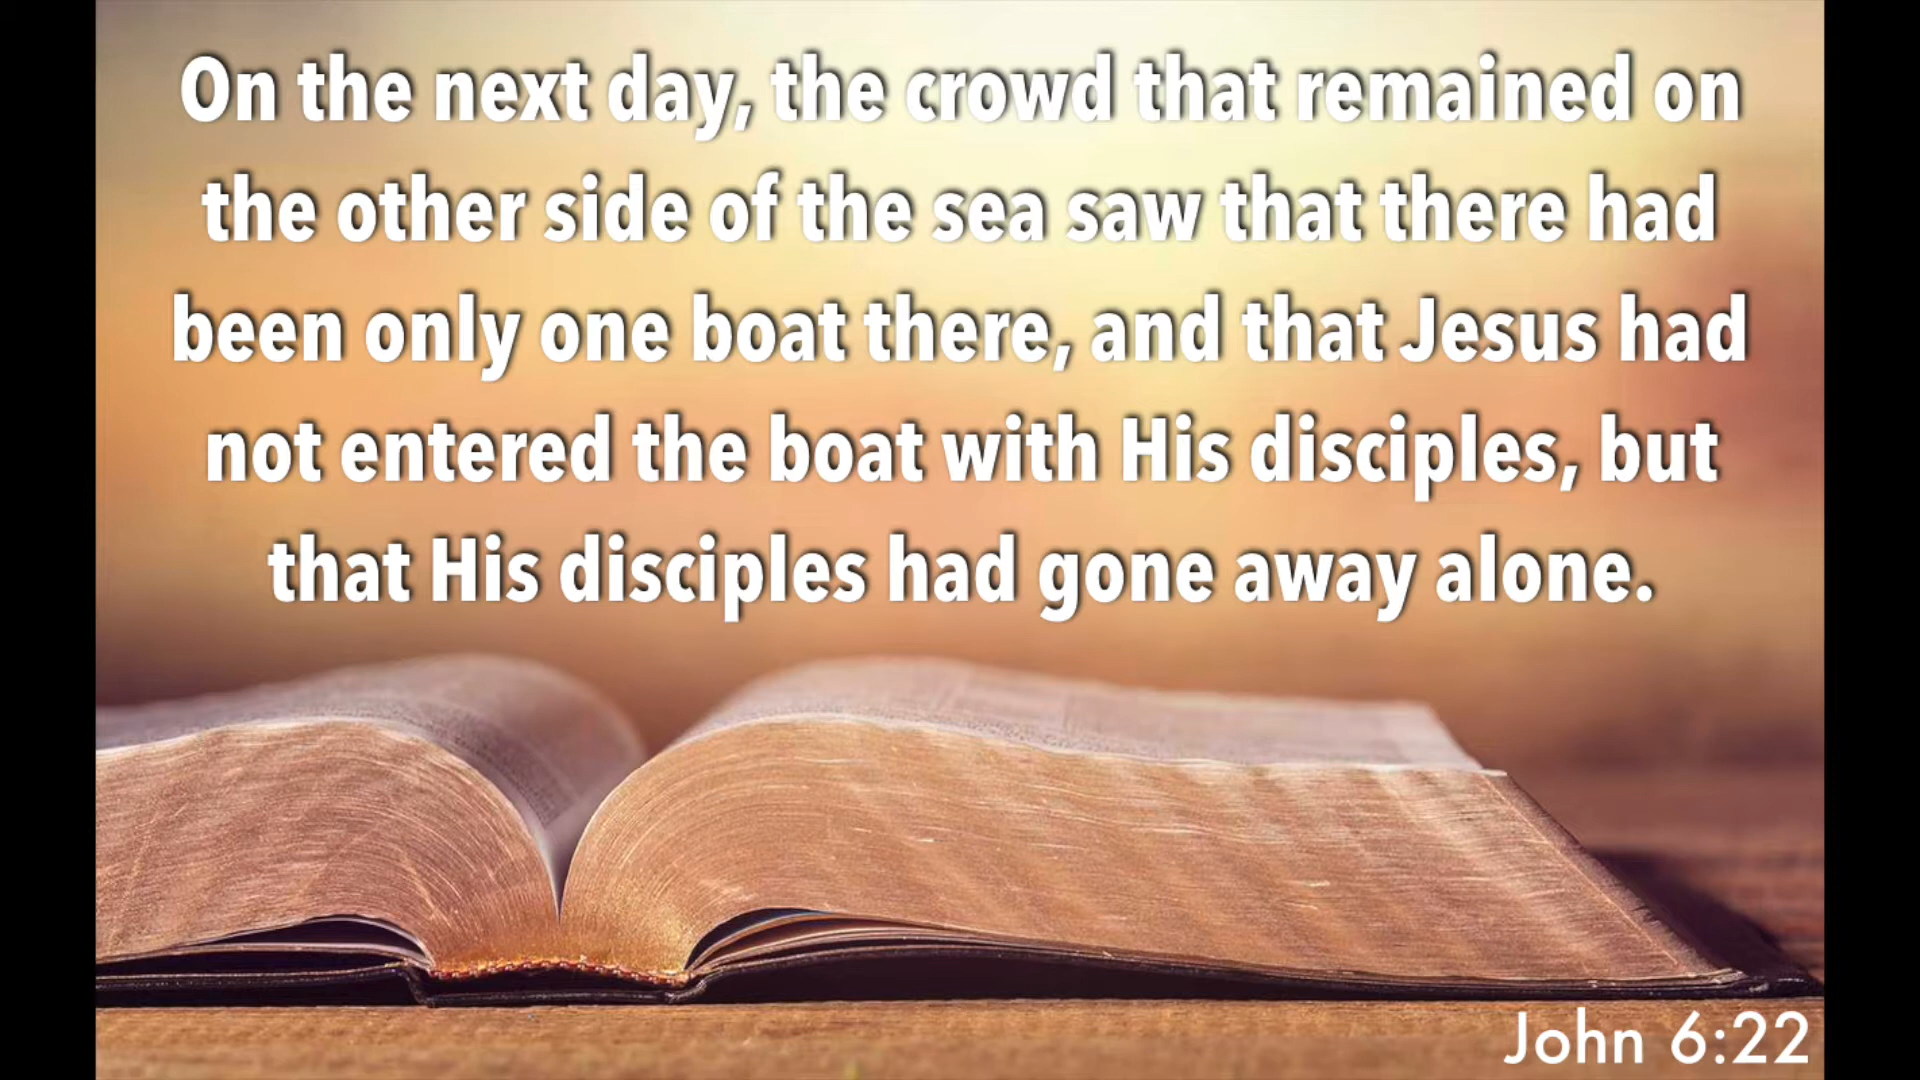 On the next day, the crowd that remained on
the other side of the sea saw that there had
been only one boat there, and that Jesus had
not entered the boat with His disciples, but
that His disciples had gone away alone.
John 6:22